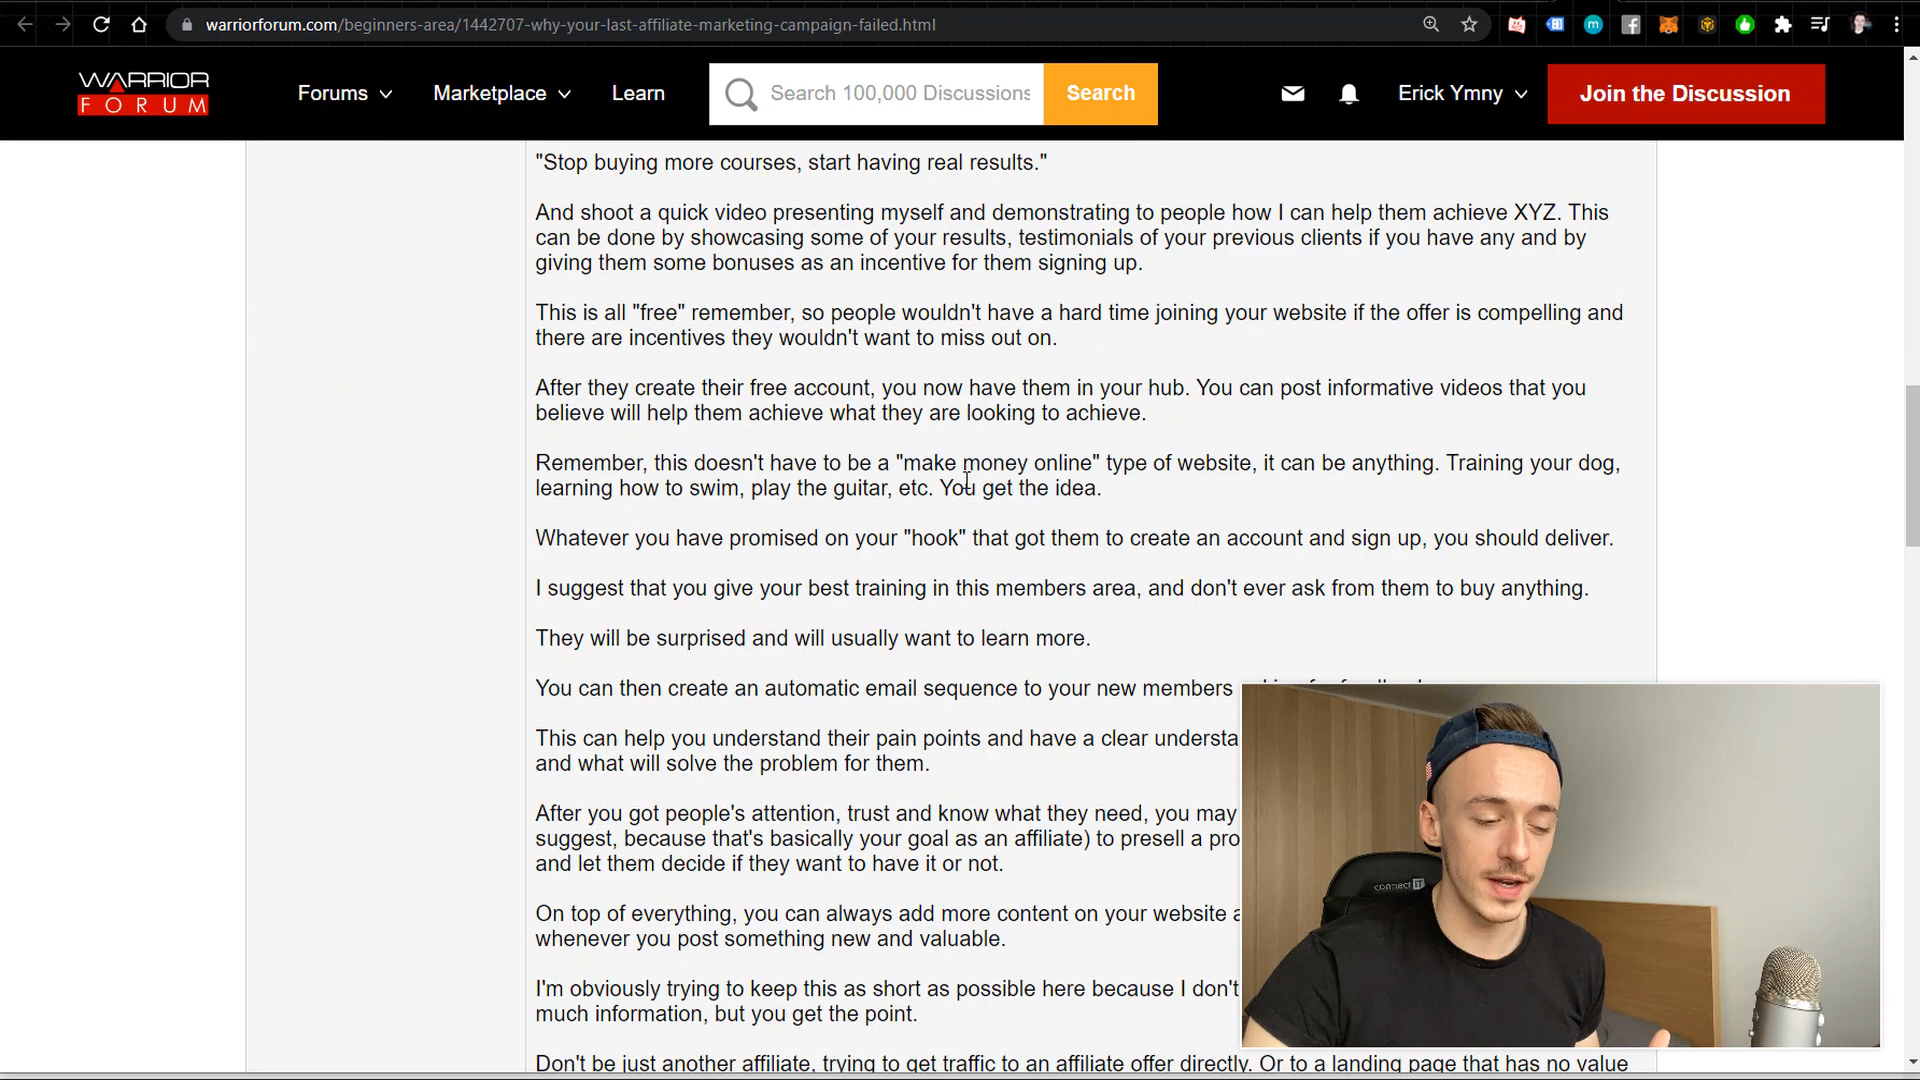 warriorforum.com/beginners-area/1442707-why-your-last-affiliate-marketing-campaign-failed.html
WARRIOR
FORUM
Forums
Marketplace
Learn
Search 100,000 Discussions
Search
Erick Ymny
Join the Discussion
"Stop buying more courses, start having real results."
And shoot a quick video presenting myself and demonstrating to people how I can help them achieve XYZ. This
can be done by showcasing some of your results, testimonials of your previous clients if you have any and by
giving them some bonuses as an incentive for them signing up.
This is all "free" remember, so people wouldn't have a hard time joining your website if the offer is compelling and
there are incentives they wouldn't want to miss out on.
After they create their free account, you now have them in your hub. You can post informative videos that you
believe will help them achieve what they are looking to achieve.
Remember, this doesn't have to be a "make money online" type of website, it can be anything. Training your dog,
learning how to swim, play the guitar, etc. You get the idea.
Whatever you have promised on your "hook" that got them to create an account and sign up, you should deliver.
I suggest that you give your best training in this members area, and don't ever ask from them to buy anything.
They will be surprised and will usually want to learn more.
You can then create an automatic email sequence to your new members
This can help you understand their pain points and have a clear understa
and what will solve the problem for them.
After you got people's attention, trust and know what they need, you may
suggest, because that's basically your goal as an affiliate) to presell a pro
and let them decide if they want to have it or not.
On top of everything, you can always add more content on your website a
whenever you post something new and valuable.
I'm obviously trying to keep this as short as possible here because I don't
much information, but you get the point.
Don't be just another affiliate, trying to get traffic to an affiliate offer directly. Or to a landing page that has no value
connect IT